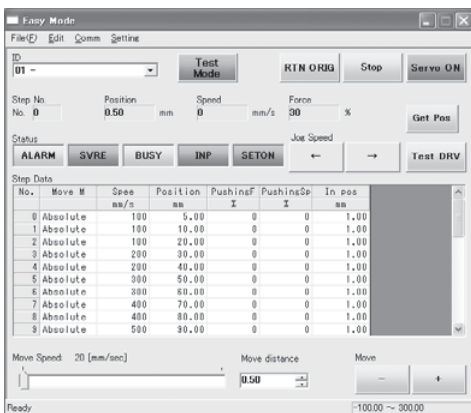 Easy Mode
File(F) Edit Comm Setting
ID
01 -
Test Mode
RTN ORIG
Stop
Servo ON
Step No. Position Speed Force
No. 0 0.50 mm 0 mm/s 30 %
Get Pos
Status
Jog Speed
ALARM SVRE BUSY INP SETON ← → Test DRV
Step Data
No. Move M Spee Position PushingF PushingSp In pos
mm/s mm % % mm
0 Absolute 100 5.00 0 0 1.00
1 Absolute 100 10.00 0 0 1.00
2 Absolute 100 20.00 0 0 1.00
3 Absolute 200 30.00 0 0 1.00
4 Absolute 200 40.00 0 0 1.00
5 Absolute 300 50.00 0 0 1.00
6 Absolute 300 60.00 0 0 1.00
7 Absolute 400 70.00 0 0 1.00
8 Absolute 400 80.00 0 0 1.00
9 Absolute 500 90.00 0 0 1.00
Move Speed: 20 [mm/sec] Move distance Move
0.50 - +
Ready -100.00 ~ 300.00